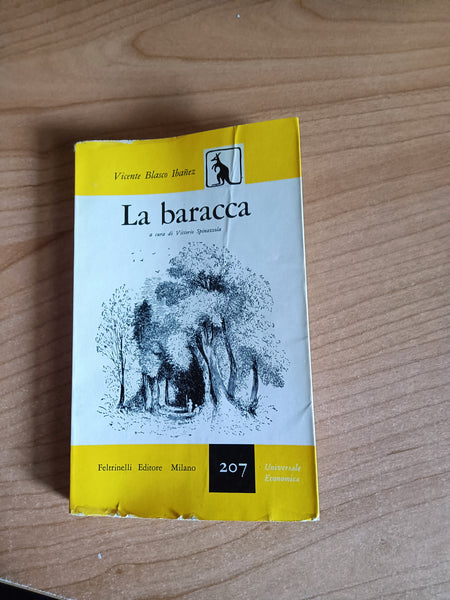 Vicente Blasco Ibañez
La baracca
a cura di Vittorio Spinazzola
Feltrinelli Editore Milano
207
Universale
Economica